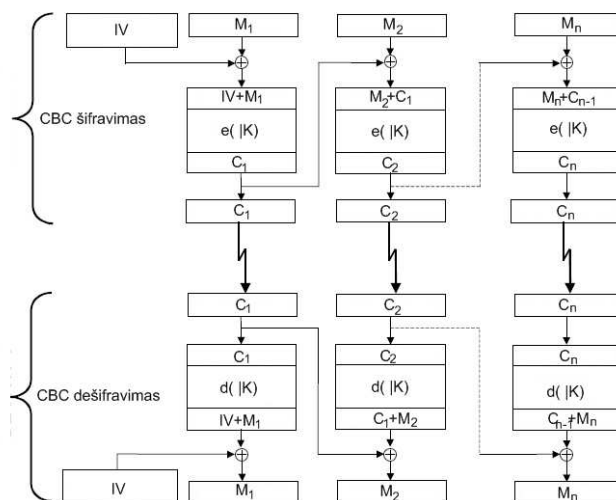 IV M₁ M₂ Mₙ
IV+M₁ M₂+C₁ Mₙ+Cₙ₋₁
CBC šifravimas
e( |K) e( |K) e( |K)
C₁ C₂ Cₙ
C₁ C₂ Cₙ
C₁ C₂ Cₙ
C₁ C₂ Cₙ
CBC dešifravimas
d( |K) d( |K) d( |K)
IV+M₁ C₁+M₂ Cₙ₋₁+Mₙ
IV M₁ M₂ Mₙ